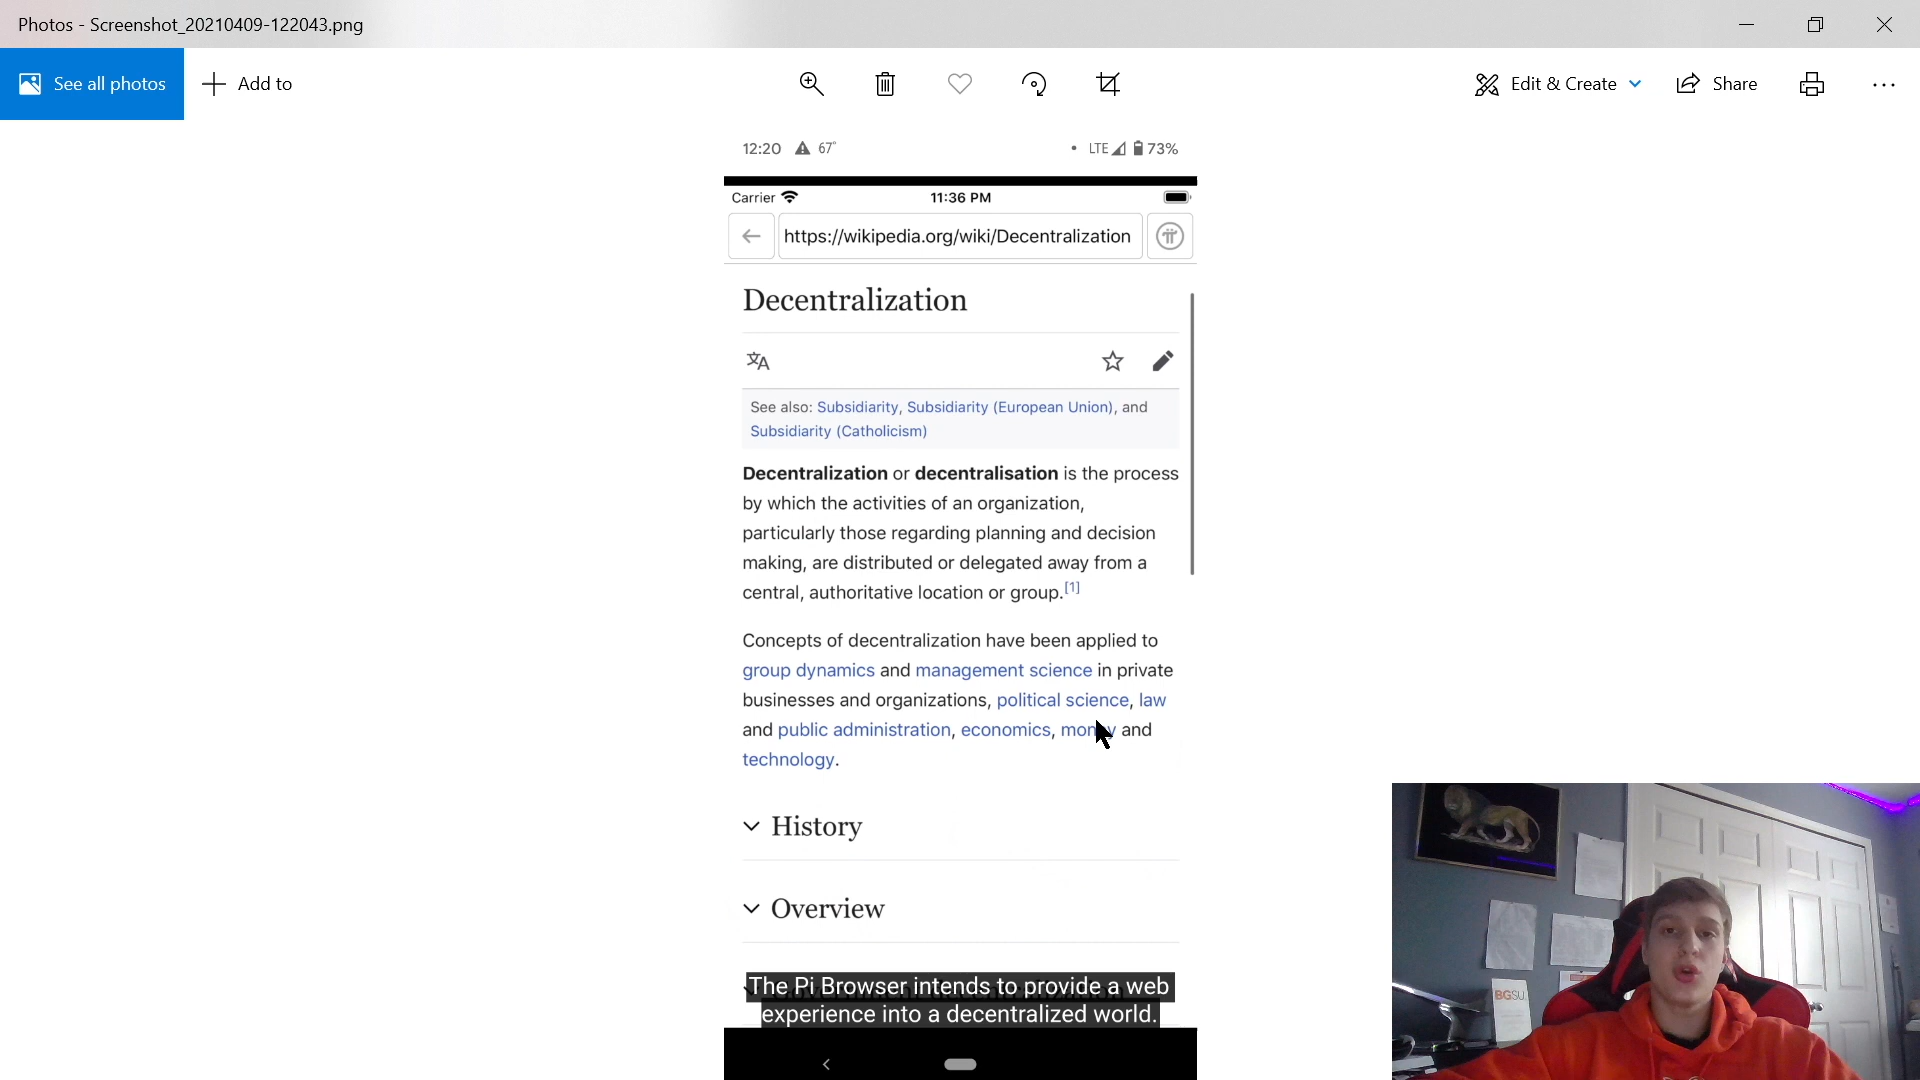 Photos - Screenshot_20210409-122043.png
See all photos
Add to
Edit & Create
Share
12:20 67° LTE 73%
Carrier 11:36 PM
https://wikipedia.org/wiki/Decentralization
Decentralization
See also: Subsidiarity, Subsidiarity (European Union), and
Subsidiarity (Catholicism)
Decentralization or decentralisation is the process
by which the activities of an organization,
particularly those regarding planning and decision
making, are distributed or delegated away from a
central, authoritative location or group.[1]
Concepts of decentralization have been applied to
group dynamics and management science in private
businesses and organizations, political science, law
and public administration, economics, money and
technology.
History
Overview
The Pi Browser intends to provide a web
experience into a decentralized world.
BGSU